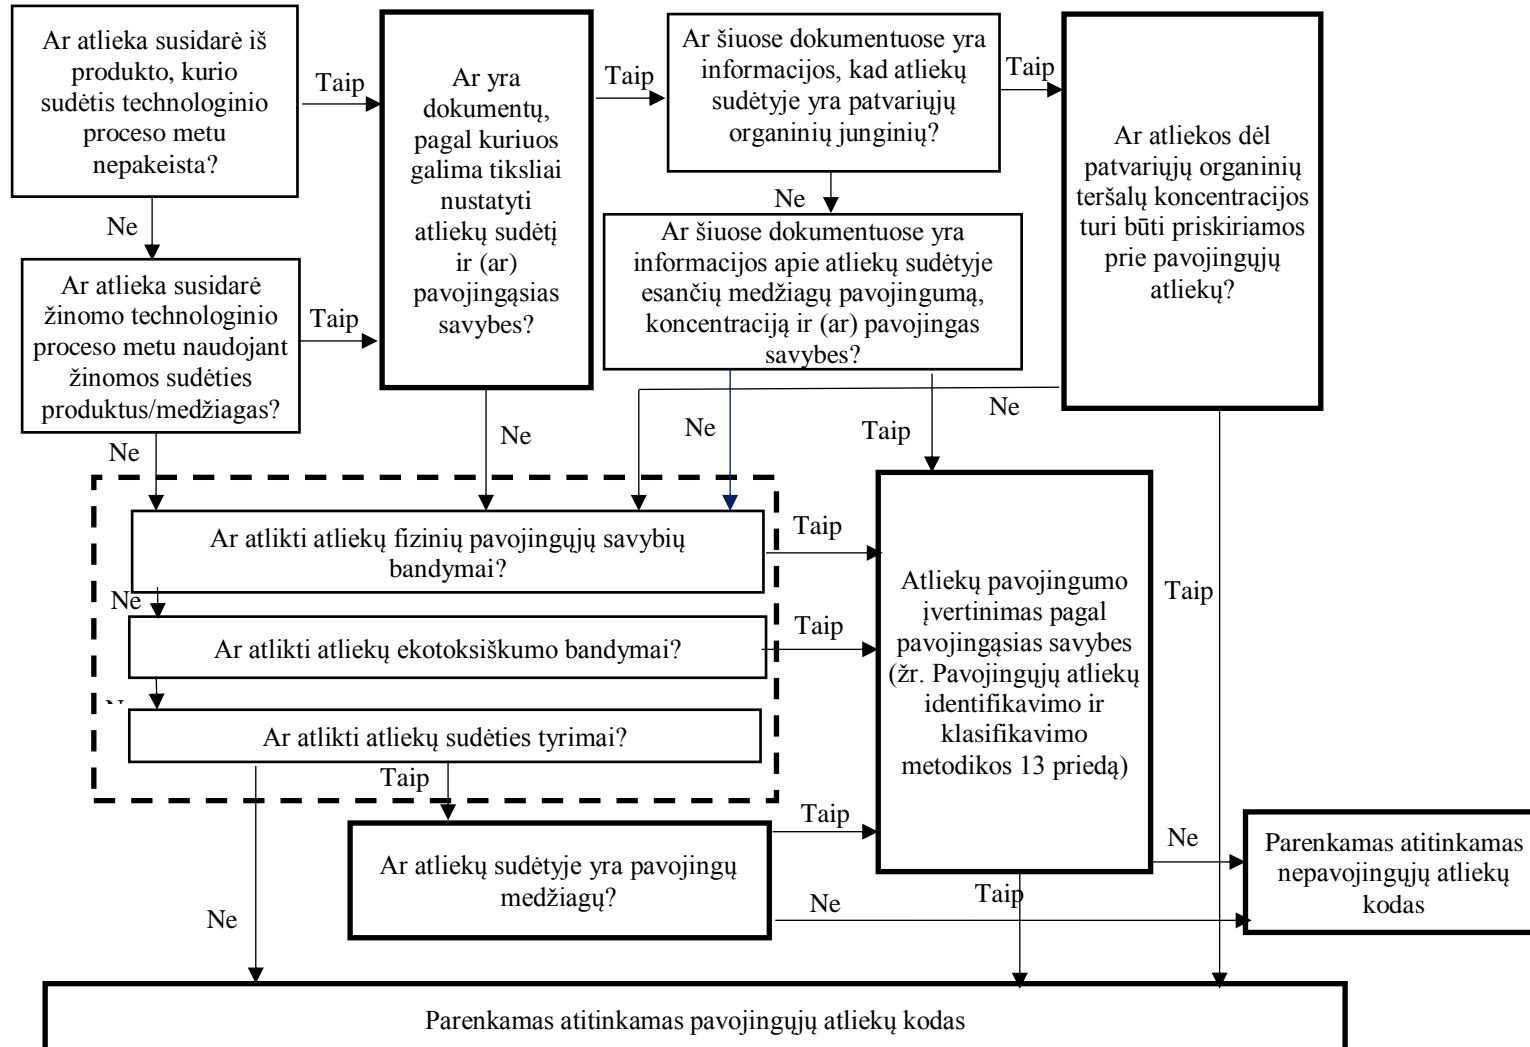 Ar atlieka susidarė iš
produkto, kurio
sudėtis technologinio
proceso metu
nepakeista?
Taip
Ar yra
dokumentų,
pagal kuriuos
galima tiksliai
nustatyti
atliekų sudėtį
ir (ar)
pavojingąsias
savybes?
Taip
Ar šiuose dokumentuose yra
informacijos, kad atliekų
sudėtyje yra patvariųjų
organinių junginių?
Taip
Ar atliekos dėl
patvariųjų organinių
teršalų koncentracijos
turi būti priskiriamos
prie pavojingųjų
atliekų?
Ne
Ne
Ar atlieka susidarė
žinomo technologinio
proceso metu naudojant
žinomos sudėties
produktus/medžiagas?
Taip
Ar šiuose dokumentuose yra
informacijos apie atliekų sudėtyje
esančių medžiagų pavojingumą,
koncentraciją ir (ar) pavojingas
savybes?
Ne
Ne
Ne
Taip
Ne
Ar atlikti atliekų fizinių pavojingųjų savybių
bandymai?
Taip
Ne
Ar atlikti atliekų ekotoksiškumo bandymai?
Taip
Ar atlikti atliekų sudėties tyrimai?
Taip
Atliekų pavojingumo
įvertinimas pagal
pavojingąsias savybes
(žr. Pavojingųjų atliekų
identifikavimo ir
klasifikavimo
metodikos 13 priedą)
Taip
Ar atliekų sudėtyje yra pavojingų
medžiagų?
Taip
Ne
Ne
Parenkamas atitinkamas
nepavojingųjų atliekų
kodas
Taip
Ne
Parenkamas atitinkamas pavojingųjų atliekų kodas